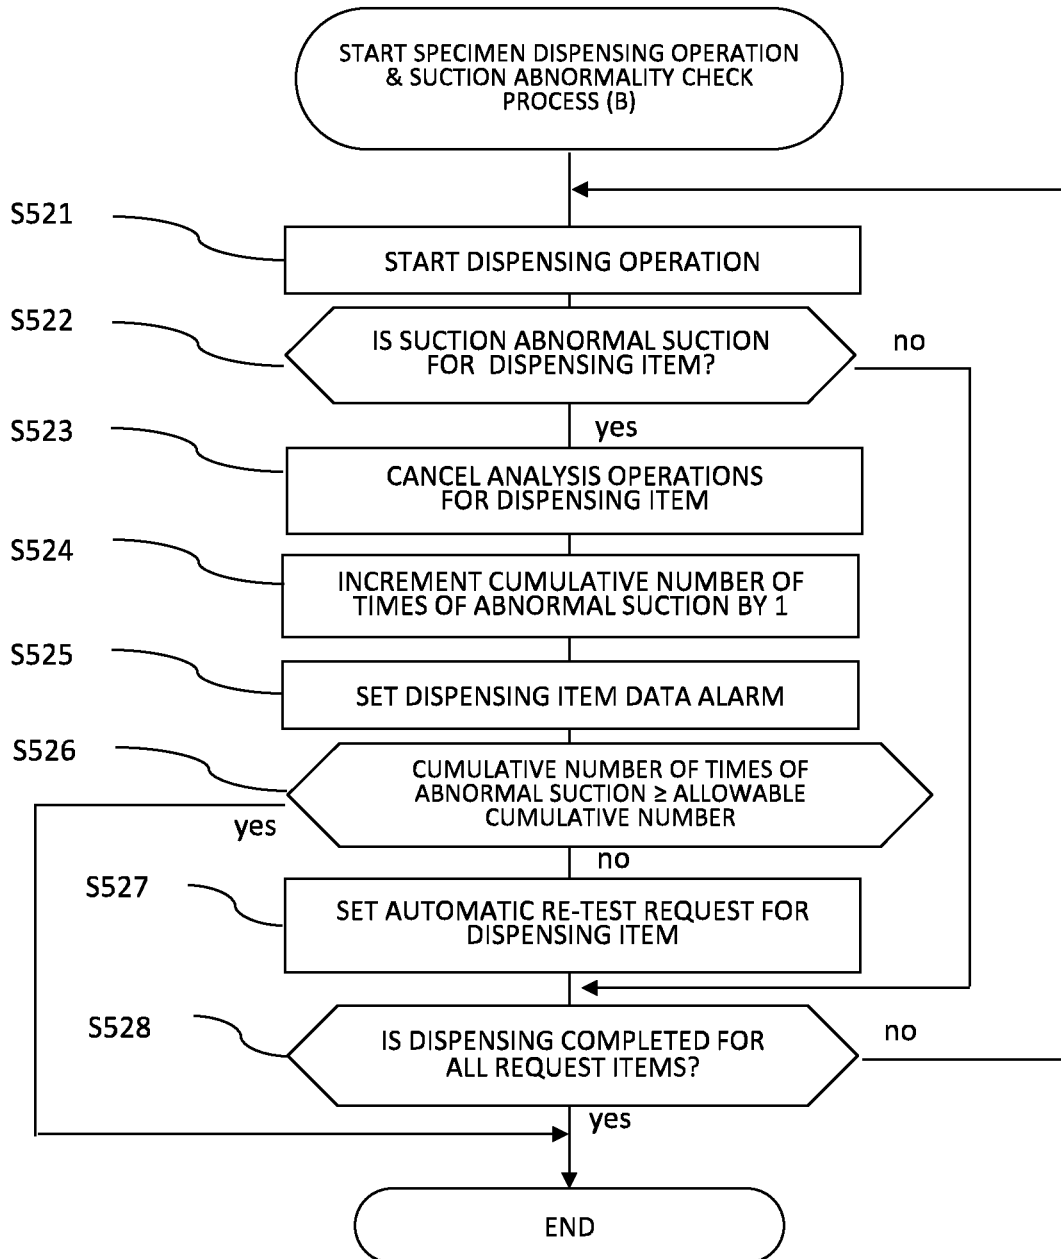 START SPECIMEN DISPENSING OPERATION
& SUCTION ABNORMALITY CHECK
PROCESS (B)
S521
START DISPENSING OPERATION
S522
IS SUCTION ABNORMAL SUCTION
FOR DISPENSING ITEM?
no
yes
S523
CANCEL ANALYSIS OPERATIONS
FOR DISPENSING ITEM
S524
INCREMENT CUMULATIVE NUMBER OF
TIMES OF ABNORMAL SUCTION BY 1
S525
SET DISPENSING ITEM DATA ALARM
S526
CUMULATIVE NUMBER OF TIMES OF
ABNORMAL SUCTION ≥ ALLOWABLE
CUMULATIVE NUMBER
yes
no
S527
SET AUTOMATIC RE-TEST REQUEST FOR
DISPENSING ITEM
S528
IS DISPENSING COMPLETED FOR
ALL REQUEST ITEMS?
no
yes
END